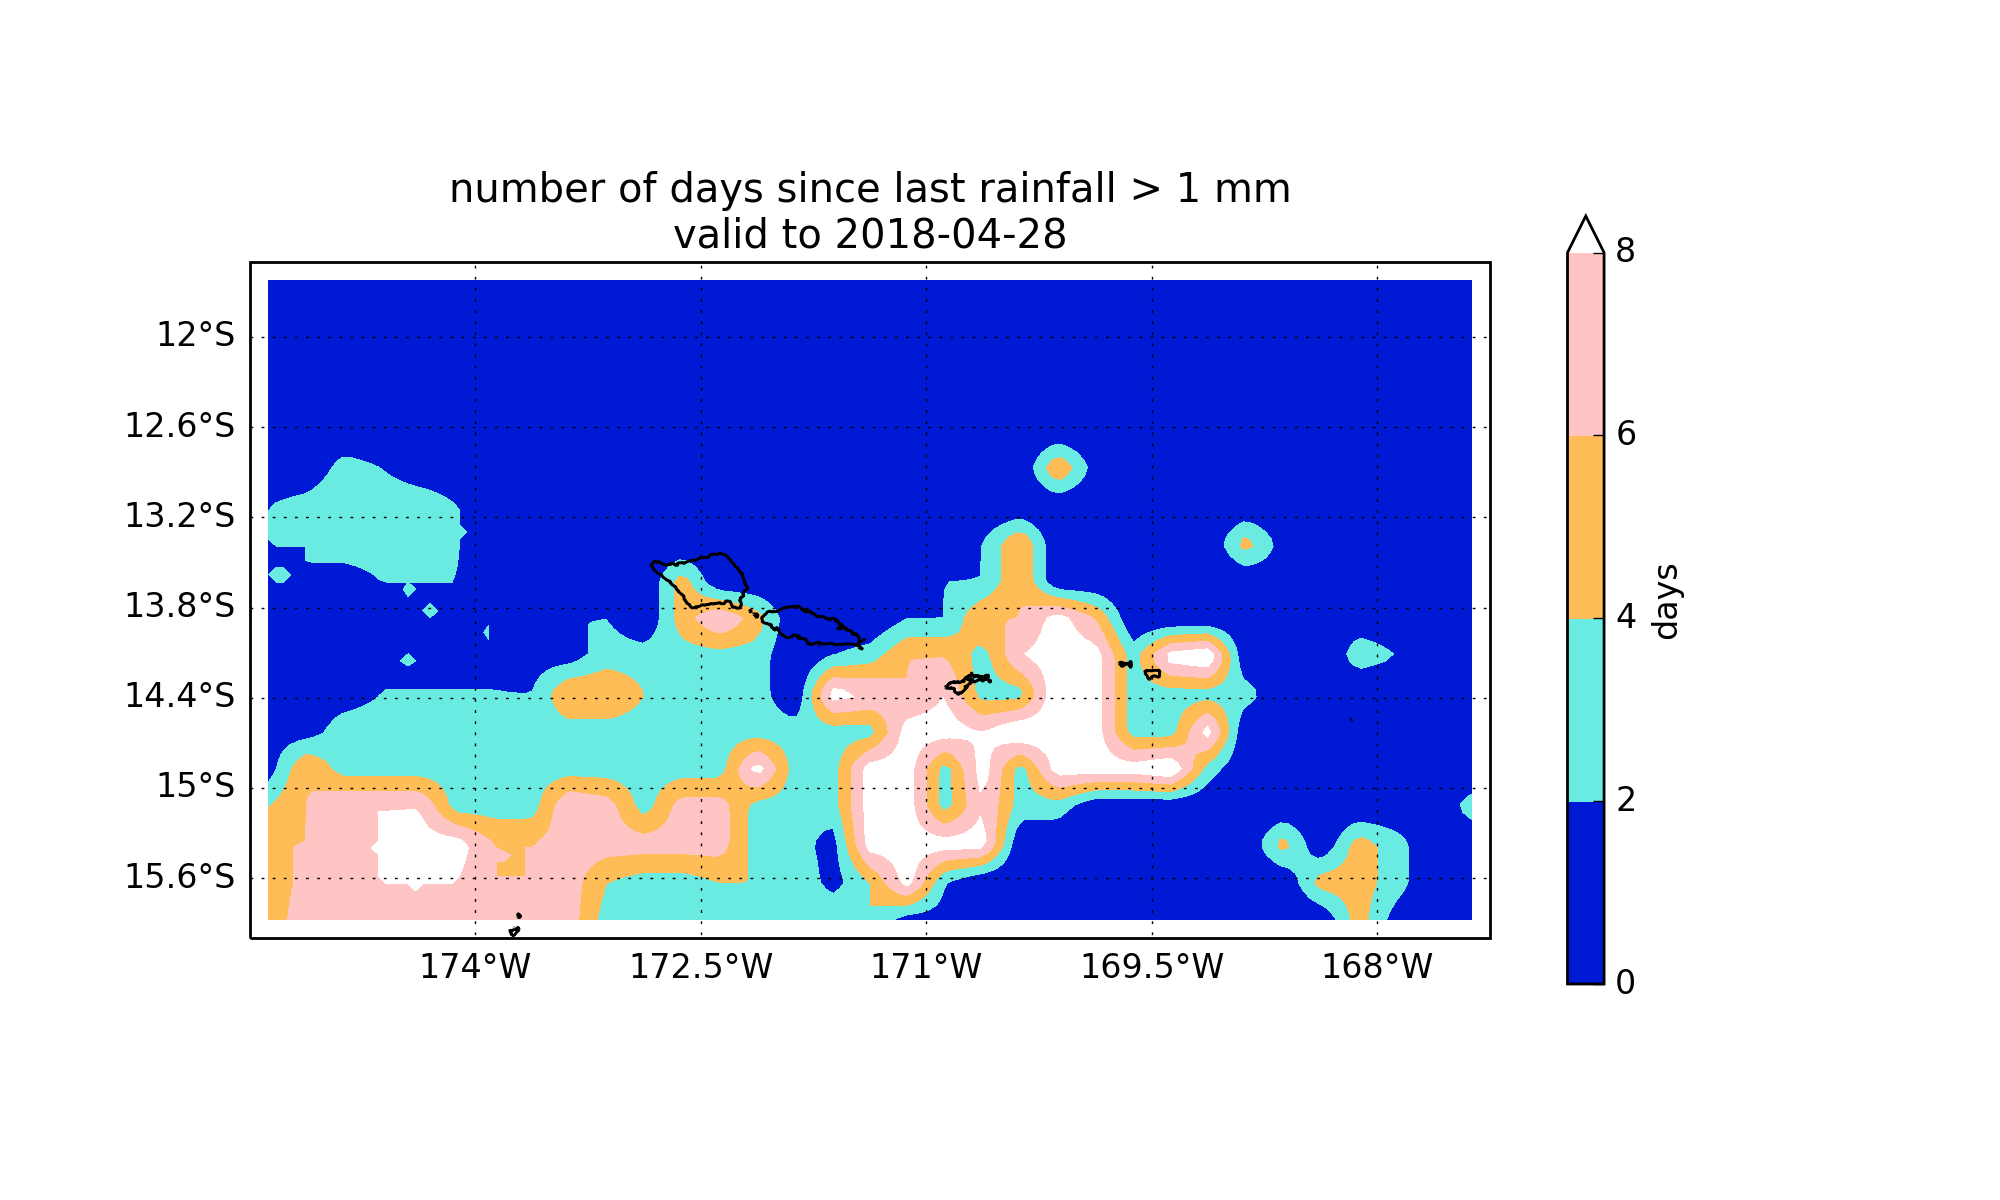 number of days since last rainfall > 1 mm
valid to 2018-04-28
12°S
12.6°S
13.2°S
13.8°S
14.4°S
15°S
15.6°S
174°W
172.5°W
171°W
169.5°W
168°W
8
6
4
2
0
days